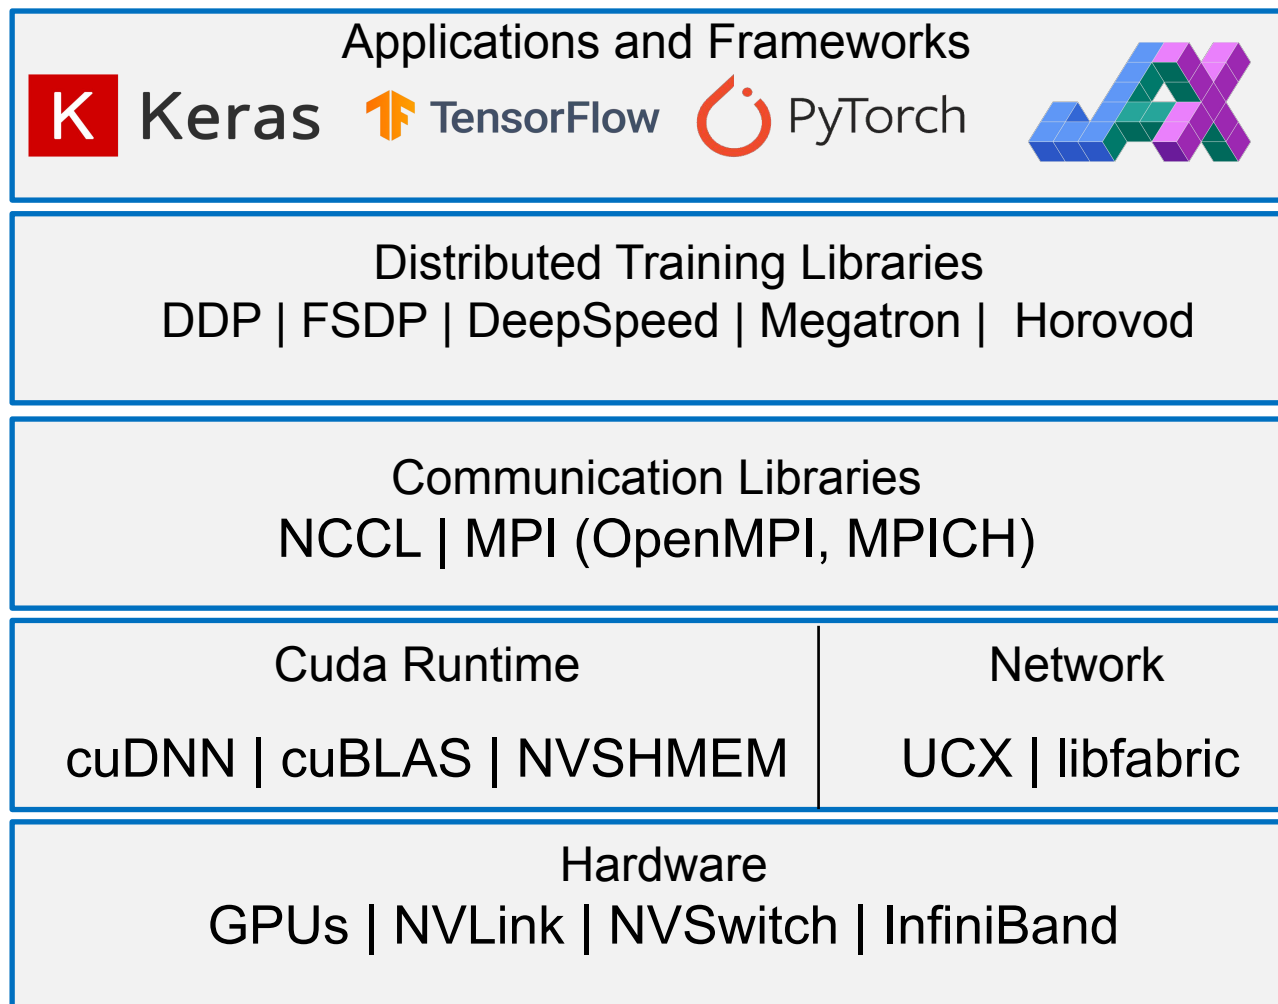 Applications and Frameworks
K Keras TensorFlow PyTorch JAX
Distributed Training Libraries
DDP | FSDP | DeepSpeed | Megatron | Horovod
Communication Libraries
NCCL | MPI (OpenMPI, MPICH)
Cuda Runtime
cuDNN | cuBLAS | NVSHMEM
Network
UCX | libfabric
Hardware
GPUs | NVLink | NVSwitch | InfiniBand